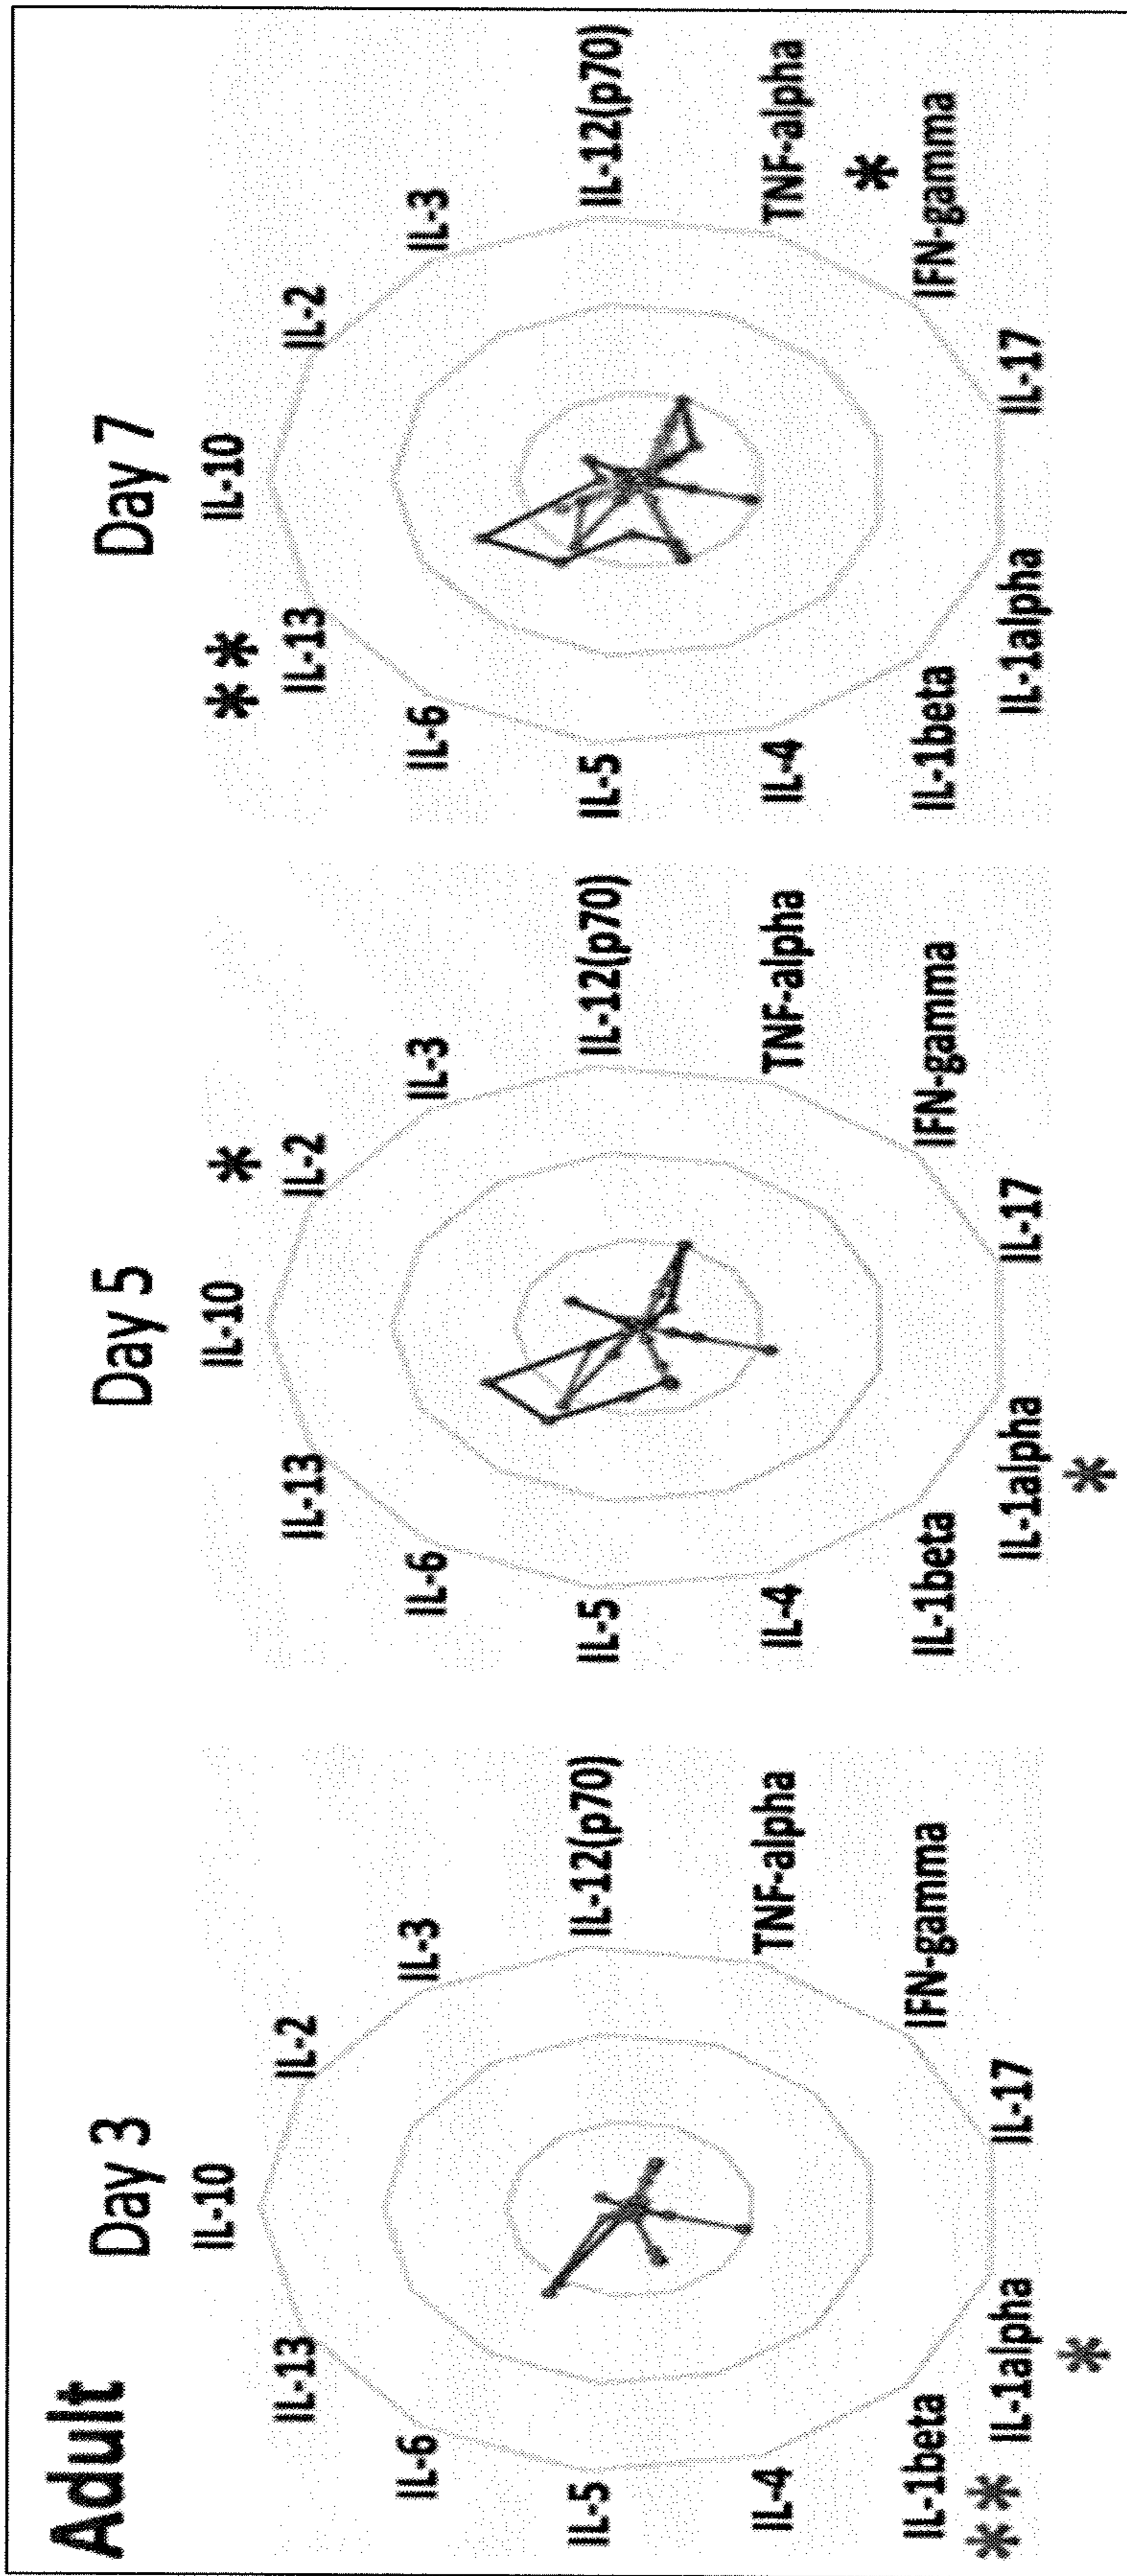 Adult
Day 3
IL-10
IL-2
IL-3
IL-12(p70)
TNF-alpha
IFN-gamma
IL-17
IL-1alpha
*
IL-1beta
**
IL-4
IL-5
IL-6
IL-13
Day 5
IL-10
*
IL-2
IL-3
IL-12(p70)
TNF-alpha
IFN-gamma
IL-17
IL-1alpha
*
IL-1beta
IL-4
IL-5
IL-6
IL-13
Day 7
IL-10
IL-2
IL-3
IL-12(p70)
TNF-alpha
*
IFN-gamma
IL-17
IL-1alpha
IL-1beta
IL-4
IL-5
IL-6
**
IL-13